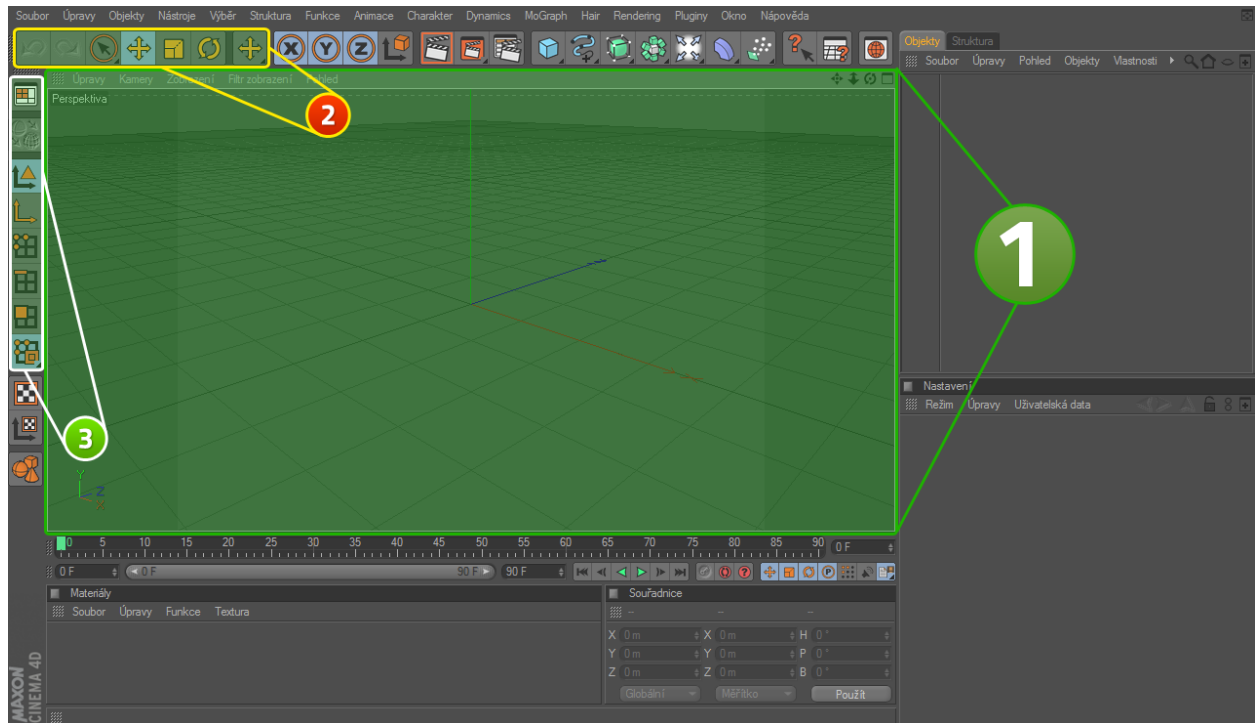 Soubor Úpravy Objekty Nástroje Výběr Struktura Funkce Animace Charakter Dynamics MoGraph Hair Rendering Pluginy Okno Nápověda
X Y Z
Objekty Struktura
Soubor Úpravy Pohled Objekty Vlastnosti
Úpravy Kamery Zobrazení Filtr zobrazení Pohled
Perspektiva
2
1
3
Y
Z
X
Nastavení
Režim Úpravy Uživatelská data
0 5 10 15 20 25 30 35 40 45 50 55 60 65 70 75 80 85 90 0 F
0 F 0 F 90 F 90 F
P
Materiály
Soubor Úpravy Funkce Textura
Souřadnice
-- -- --
X 0 m X 0 m H 0 °
Y 0 m Y 0 m P 0 °
Z 0 m Z 0 m B 0 °
Globální Měřítko Použít
MAXON
CINEMA 4D